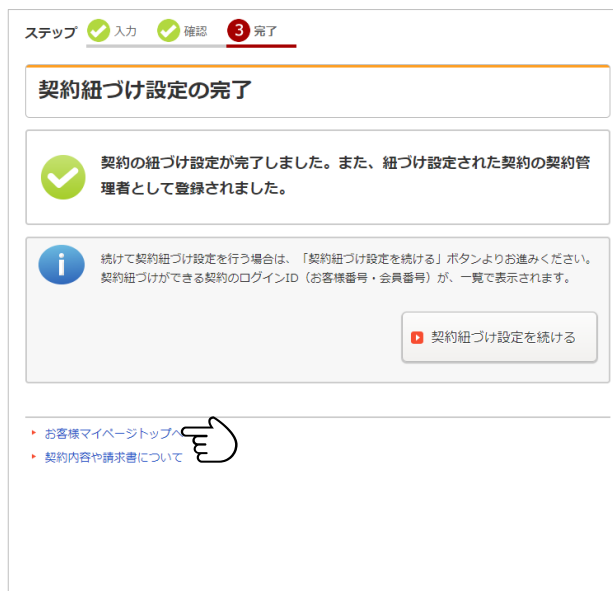 ステップ 入力 確認 3 完了
契約紐づけ設定の完了
契約の紐づけ設定が完了しました。また、紐づけ設定された契約の契約管
理者として登録されました。
続けて契約紐づけ設定を行う場合は、「契約紐づけ設定を続ける」ボタンよりお進みください。
契約紐づけができる契約のログインID（お客様番号・会員番号）が、一覧で表示されます。
契約紐づけ設定を続ける
お客様マイページトップへ
契約内容や請求書について